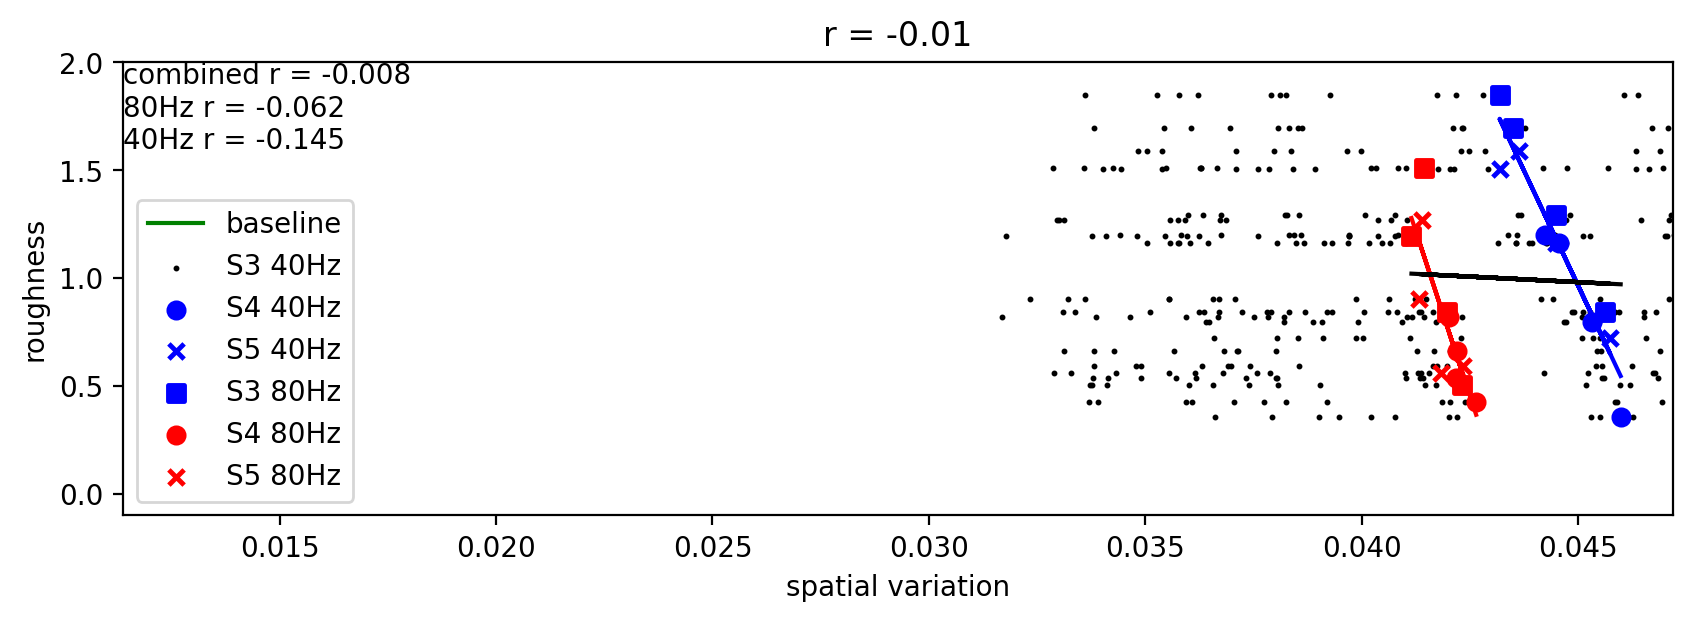 r = -0.01
combined r = -0.008
80Hz r = -0.062
40Hz r = -0.145
baseline
S3 40Hz
S4 40Hz
S5 40Hz
S3 80Hz
S4 80Hz
S5 80Hz
2.0
1.5
1.0
0.5
0.0
roughness
0.015 0.020 0.025 0.030 0.035 0.040 0.045
spatial variation